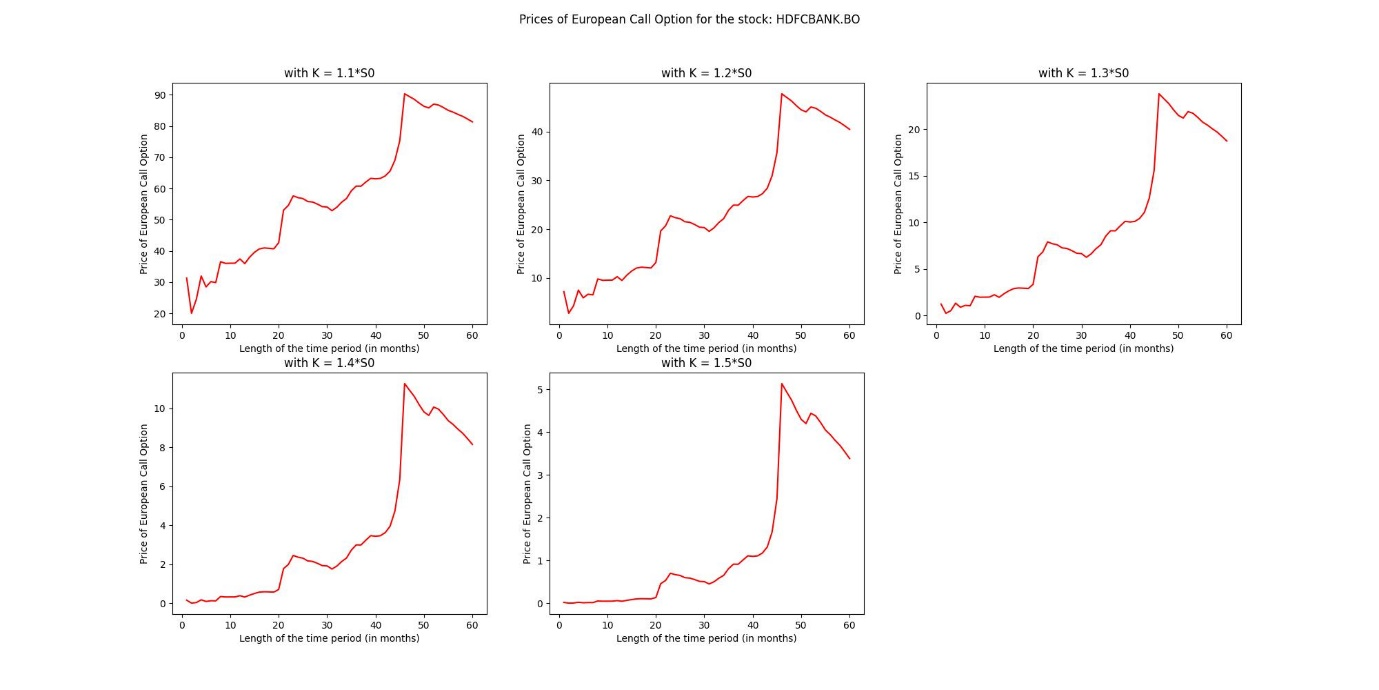 Prices of European Call Option for the stock: HDFCBANK.BO
with K = 1.1*S0
Price of European Call Option
90
80
70
60
50
40
30
20
0 10 20 30 40 50 60
Length of the time period (in months)
with K = 1.2*S0
Price of European Call Option
40
30
20
10
0 10 20 30 40 50 60
Length of the time period (in months)
with K = 1.3*S0
Price of European Call Option
20
15
10
5
0
0 10 20 30 40 50 60
Length of the time period (in months)
with K = 1.4*S0
Price of European Call Option
10
8
6
4
2
0
0 10 20 30 40 50 60
Length of the time period (in months)
with K = 1.5*S0
Price of European Call Option
5
4
3
2
1
0
0 10 20 30 40 50 60
Length of the time period (in months)